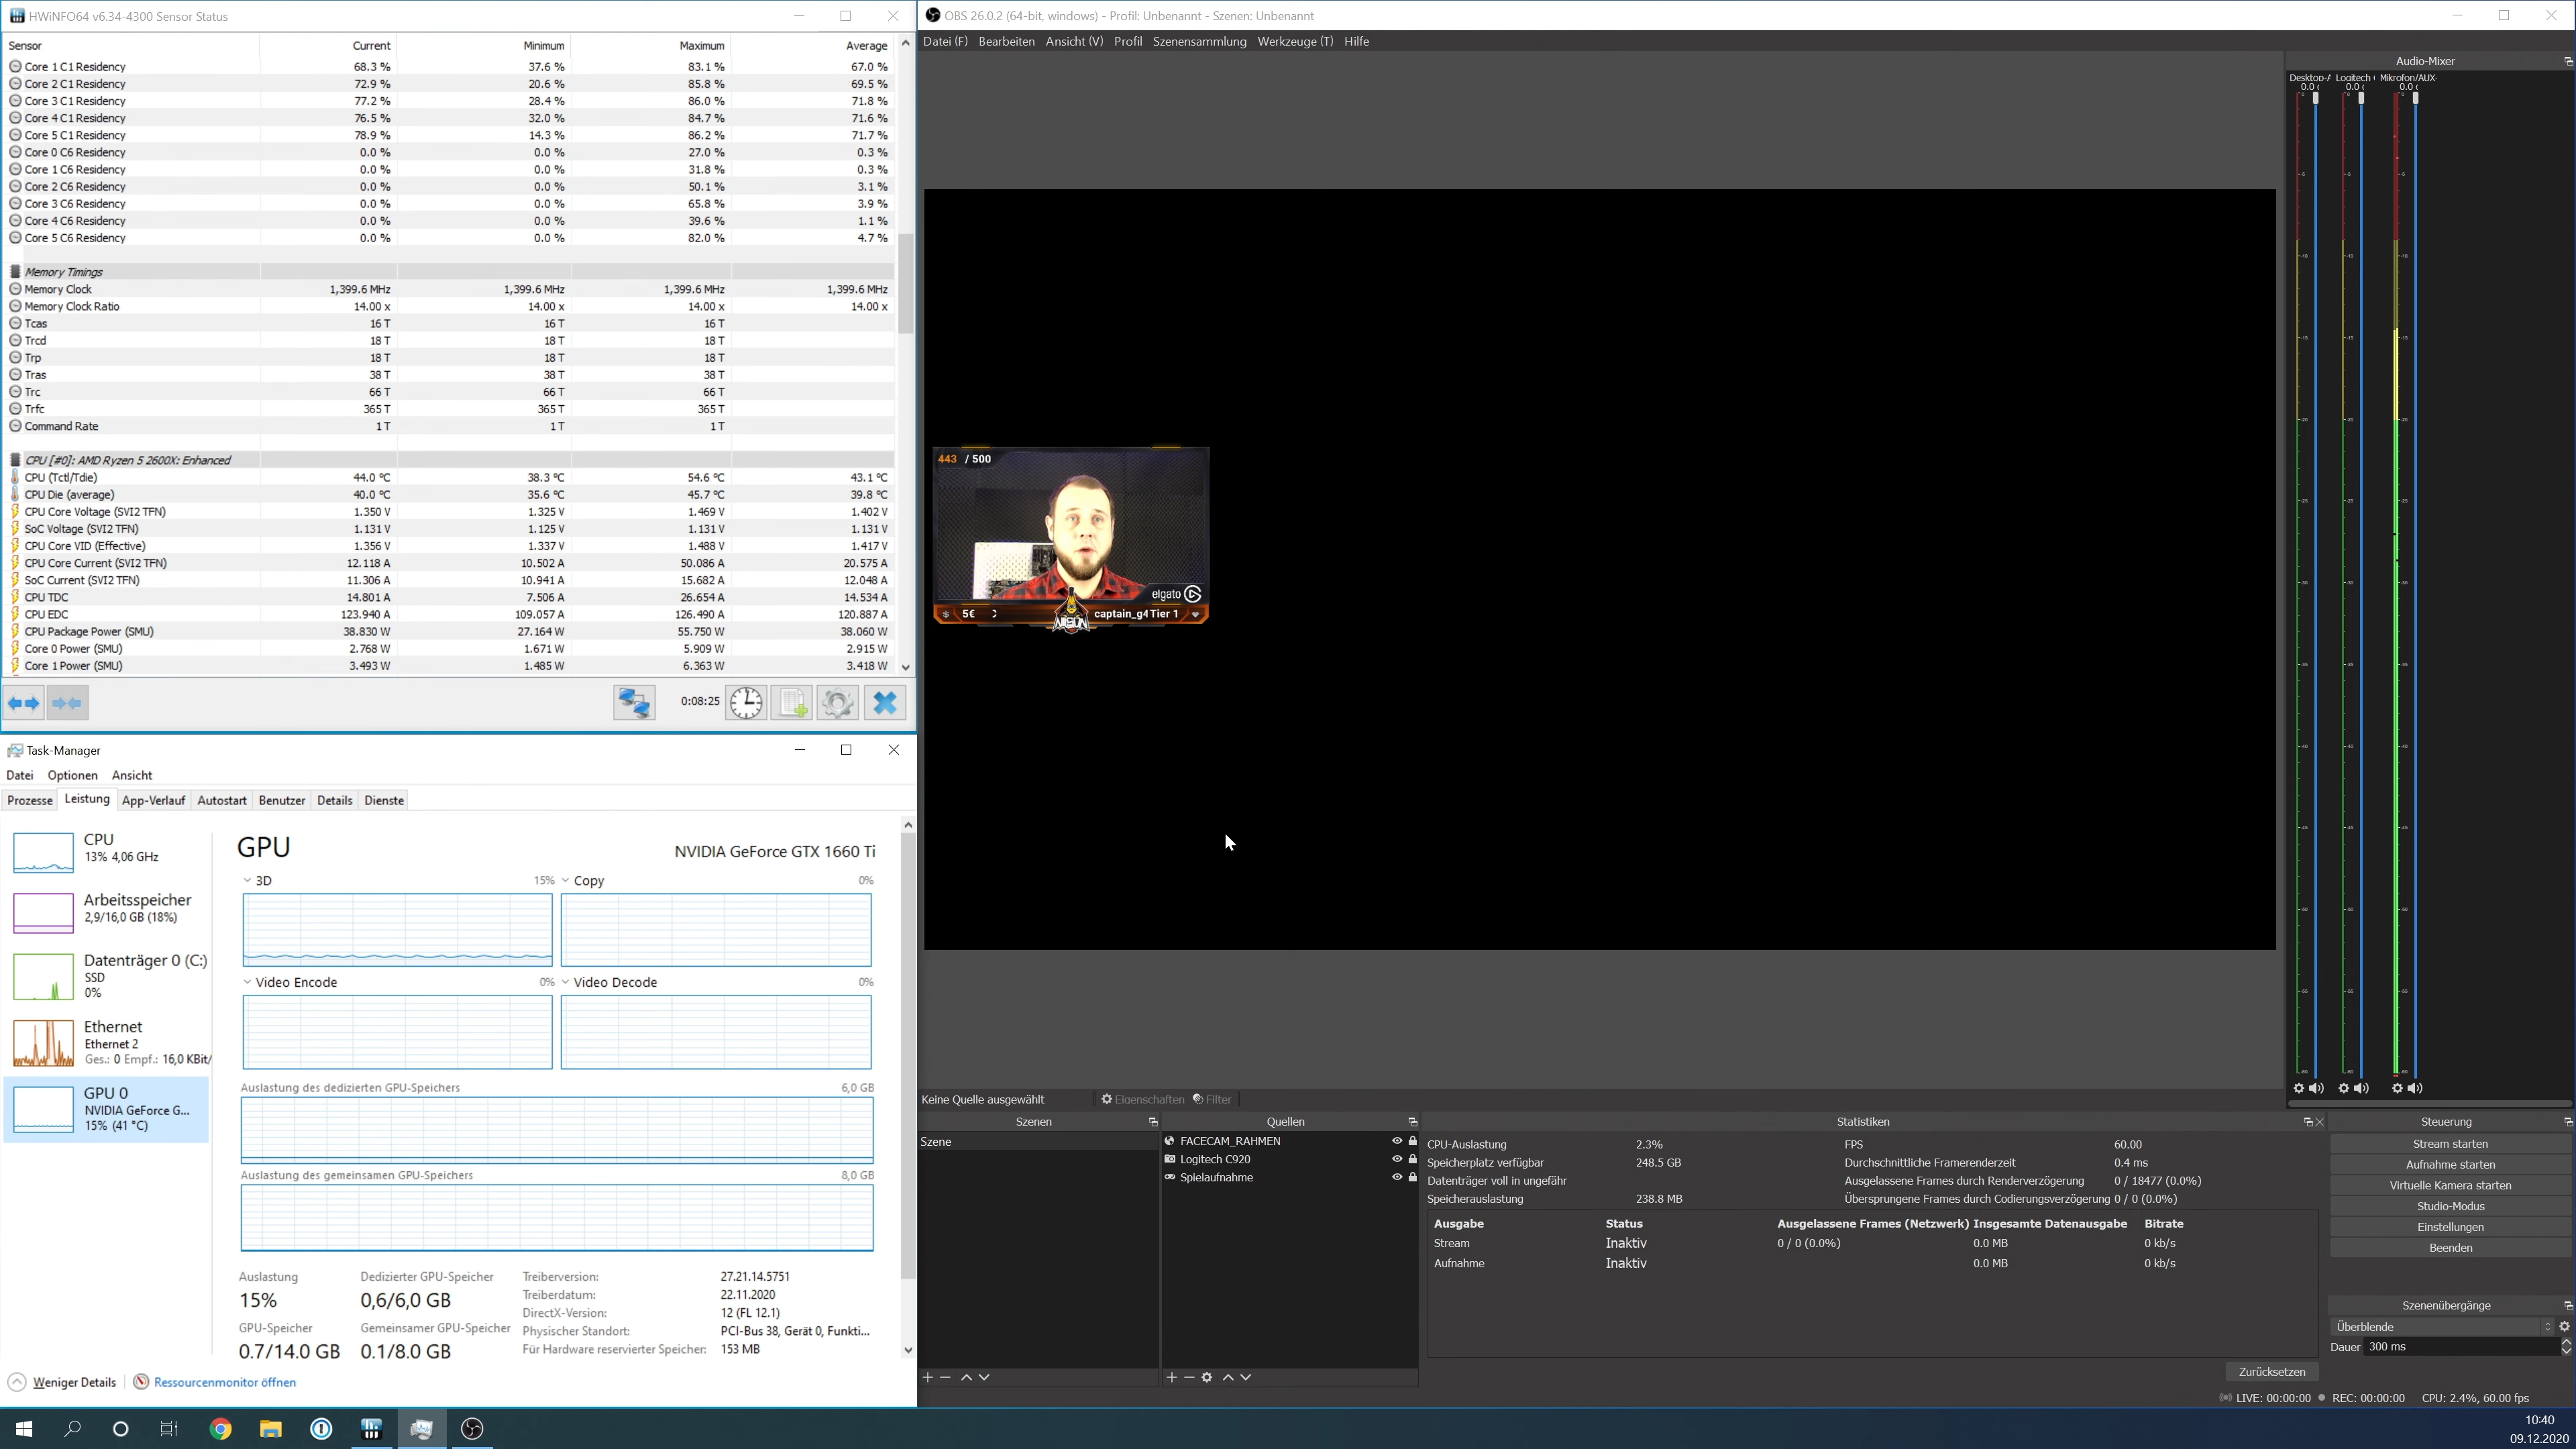 HWiNFO64 v6.34-4300 Sensor Status
Sensor Current Minimum Maximum Average
Core 1 C1 Residency 68.3 % 37.6 % 83.1 % 67.0 %
Core 2 C1 Residency 72.9 % 20.6 % 85.8 % 69.5 %
Core 3 C1 Residency 77.2 % 28.4 % 86.0 % 71.8 %
Core 4 C1 Residency 76.5 % 32.0 % 84.7 % 71.6 %
Core 5 C1 Residency 78.9 % 14.3 % 86.2 % 71.7 %
Core 0 C6 Residency 0.0 % 0.0 % 27.0 % 0.3 %
Core 1 C6 Residency 0.0 % 0.0 % 31.8 % 0.3 %
Core 2 C6 Residency 0.0 % 0.0 % 50.1 % 3.1 %
Core 3 C6 Residency 0.0 % 0.0 % 65.8 % 3.9 %
Core 4 C6 Residency 0.0 % 0.0 % 39.6 % 1.1 %
Core 5 C6 Residency 0.0 % 0.0 % 82.0 % 4.7 %
Memory Timings
Memory Clock 1,399.6 MHz 1,399.6 MHz 1,399.6 MHz 1,399.6 MHz
Memory Clock Ratio 14.00 x 14.00 x 14.00 x 14.00 x
Tcas 16 T 16 T 16 T
Trcd 18 T 18 T 18 T
Trp 18 T 18 T 18 T
Tras 38 T 38 T 38 T
Trc 66 T 66 T 66 T
Trfc 365 T 365 T 365 T
Command Rate 1 T 1 T 1 T
CPU [#0]: AMD Ryzen 5 2600X: Enhanced
CPU (Tctl/Tdie) 44.0 °C 38.3 °C 54.6 °C 43.1 °C
CPU Die (average) 40.0 °C 35.6 °C 45.7 °C 39.8 °C
CPU Core Voltage (SVI2 TFN) 1.350 V 1.325 V 1.469 V 1.402 V
SoC Voltage (SVI2 TFN) 1.131 V 1.125 V 1.131 V 1.131 V
CPU Core VID (Effective) 1.356 V 1.337 V 1.488 V 1.417 V
CPU Core Current (SVI2 TFN) 12.118 A 10.502 A 50.086 A 20.575 A
SoC Current (SVI2 TFN) 11.306 A 10.941 A 15.682 A 12.048 A
CPU TDC 14.801 A 7.506 A 26.654 A 14.534 A
CPU EDC 123.940 A 109.057 A 126.490 A 120.887 A
CPU Package Power (SMU) 38.830 W 27.164 W 55.750 W 38.060 W
Core 0 Power (SMU) 2.768 W 1.671 W 5.909 W 2.915 W
Core 1 Power (SMU) 3.493 W 1.485 W 6.363 W 3.418 W
0:08:25
Task-Manager
Datei Optionen Ansicht
Prozesse Leistung App-Verlauf Autostart Benutzer Details Dienste
CPU
13% 4,06 GHz
Arbeitsspeicher
2,9/16,0 GB (18%)
Datenträger 0 (C:)
SSD
0%
Ethernet
Ethernet 2
Ges.: 0 Empf.: 16,0 KBit/
GPU 0
NVIDIA GeForce G...
15% (41 °C)
GPU NVIDIA GeForce GTX 1660 Ti
3D 15% Copy 0%
Video Encode 0% Video Decode 0%
Auslastung des dedizierten GPU-Speichers 6,0 GB
Auslastung des gemeinsamen GPU-Speichers 8,0 GB
Auslastung
15%
Dedizierter GPU-Speicher
0,6/6,0 GB
GPU-Speicher
0.7/14.0 GB
Gemeinsamer GPU-Speicher
0.1/8.0 GB
Treiberversion: 27.21.14.5751
Treiberdatum: 22.11.2020
DirectX-Version: 12 (FL 12.1)
Physischer Standort: PCI-Bus 38, Gerät 0, Funkti...
Für Hardware reservierter Speicher: 153 MB
Weniger Details Ressourcenmonitor öffnen
OBS 26.0.2 (64-bit, windows) - Profil: Unbenannt - Szenen: Unbenannt
Datei (F) Bearbeiten Ansicht (V) Profil Szenensammlung Werkzeuge (T) Hilfe
443 / 500
elgato
5€ captain_g4 Tier 1
Audio-Mixer
Desktop-A Logitech Mikrofon/AUX-
0.0 0.0 0.0
Keine Quelle ausgewählt Eigenschaften Filter
Szenen
Szene
Quellen
FACECAM_RAHMEN
Logitech C920
Spielaufnahme
Statistiken
CPU-Auslastung 2.3% FPS 60.00
Speicherplatz verfügbar 248.5 GB Durchschnittliche Framerenderzeit 0.4 ms
Datenträger voll in ungefähr Ausgelassene Frames durch Renderverzögerung 0 / 18477 (0.0%)
Speicherauslastung 238.8 MB Übersprungene Frames durch Codierungsverzögerung 0 / 0 (0.0%)
Ausgabe Status Ausgelassene Frames (Netzwerk) Insgesamte Datenausgabe Bitrate
Stream Inaktiv 0 / 0 (0.0%) 0.0 MB 0 kb/s
Aufnahme Inaktiv 0.0 MB 0 kb/s
Zurücksetzen
Steuerung
Stream starten
Aufnahme starten
Virtuelle Kamera starten
Studio-Modus
Einstellungen
Beenden
Szenenübergänge
Überblende
Dauer 300 ms
LIVE: 00:00:00 REC: 00:00:00 CPU: 2.4%, 60.00 fps
10:40
09.12.2020